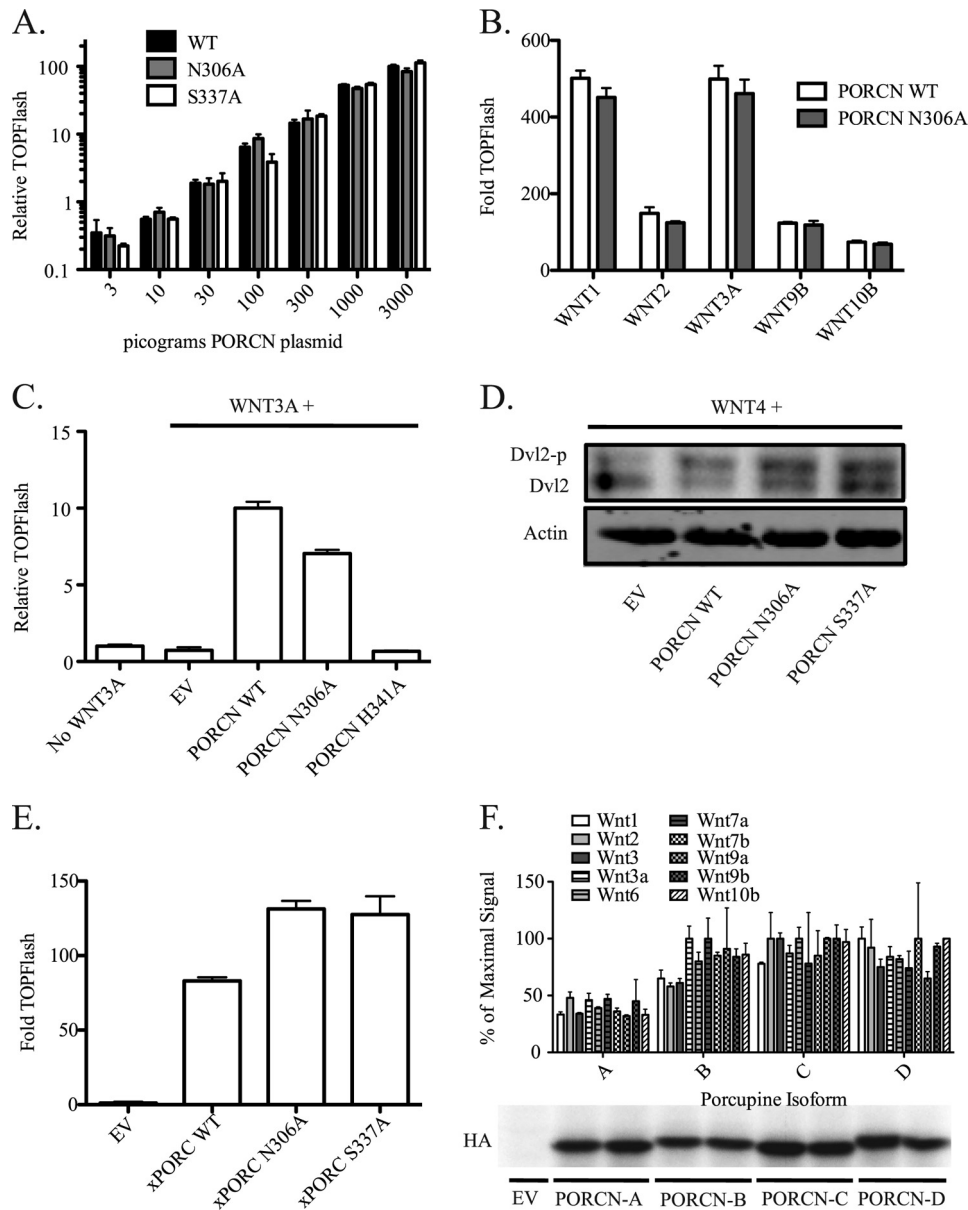 A.
WT
N306A
S337A
Relative TOPFlash
100
10
1
0.1
3
10
30
100
300
1000
3000
picograms PORCN plasmid
B.
PORCN WT
PORCN N306A
Fold TOPFlash
600
400
200
0
WNT1
WNT2
WNT3A
WNT9B
WNT10B
C.
WNT3A +
Relative TOPFlash
15
10
5
0
No WNT3A
EV
PORCN WT
PORCN N306A
PORCN H341A
D.
WNT4 +
Dvl2-p
Dvl2
Actin
EV
PORCN WT
PORCN N306A
PORCN S337A
E.
Fold TOPFlash
150
100
50
0
EV
xPORC WT
xPORC N306A
xPORC S337A
F.
Wnt1
Wnt2
Wnt3
Wnt3a
Wnt6
Wnt7a
Wnt7b
Wnt9a
Wnt9b
Wnt10b
% of Maximal Signal
150
100
50
0
A
B
C
D
Porcupine Isoform
HA
EV
PORCN-A
PORCN-B
PORCN-C
PORCN-D